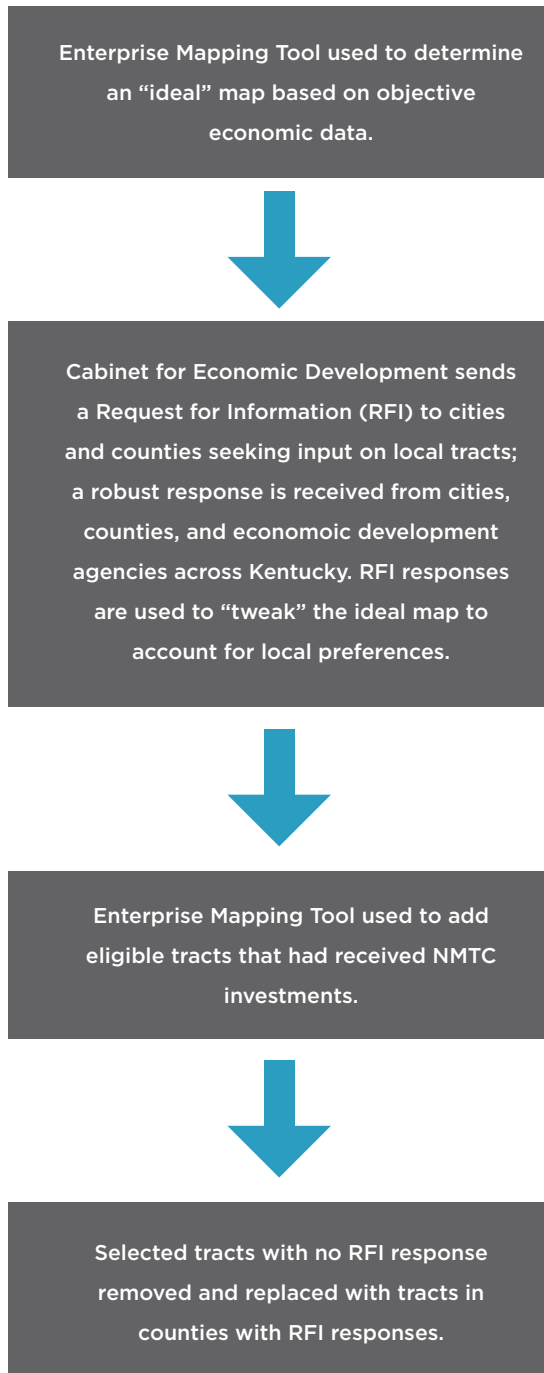 Enterprise Mapping Tool used to determine
an “ideal” map based on objective
economic data.
Cabinet for Economic Development sends
a Request for Information (RFI) to cities
and counties seeking input on local tracts;
a robust response is received from cities,
counties, and economoic development
agencies across Kentucky. RFI responses
are used to “tweak” the ideal map to
account for local preferences.
Enterprise Mapping Tool used to add
eligible tracts that had received NMTC
investments.
Selected tracts with no RFI response
removed and replaced with tracts in
counties with RFI responses.